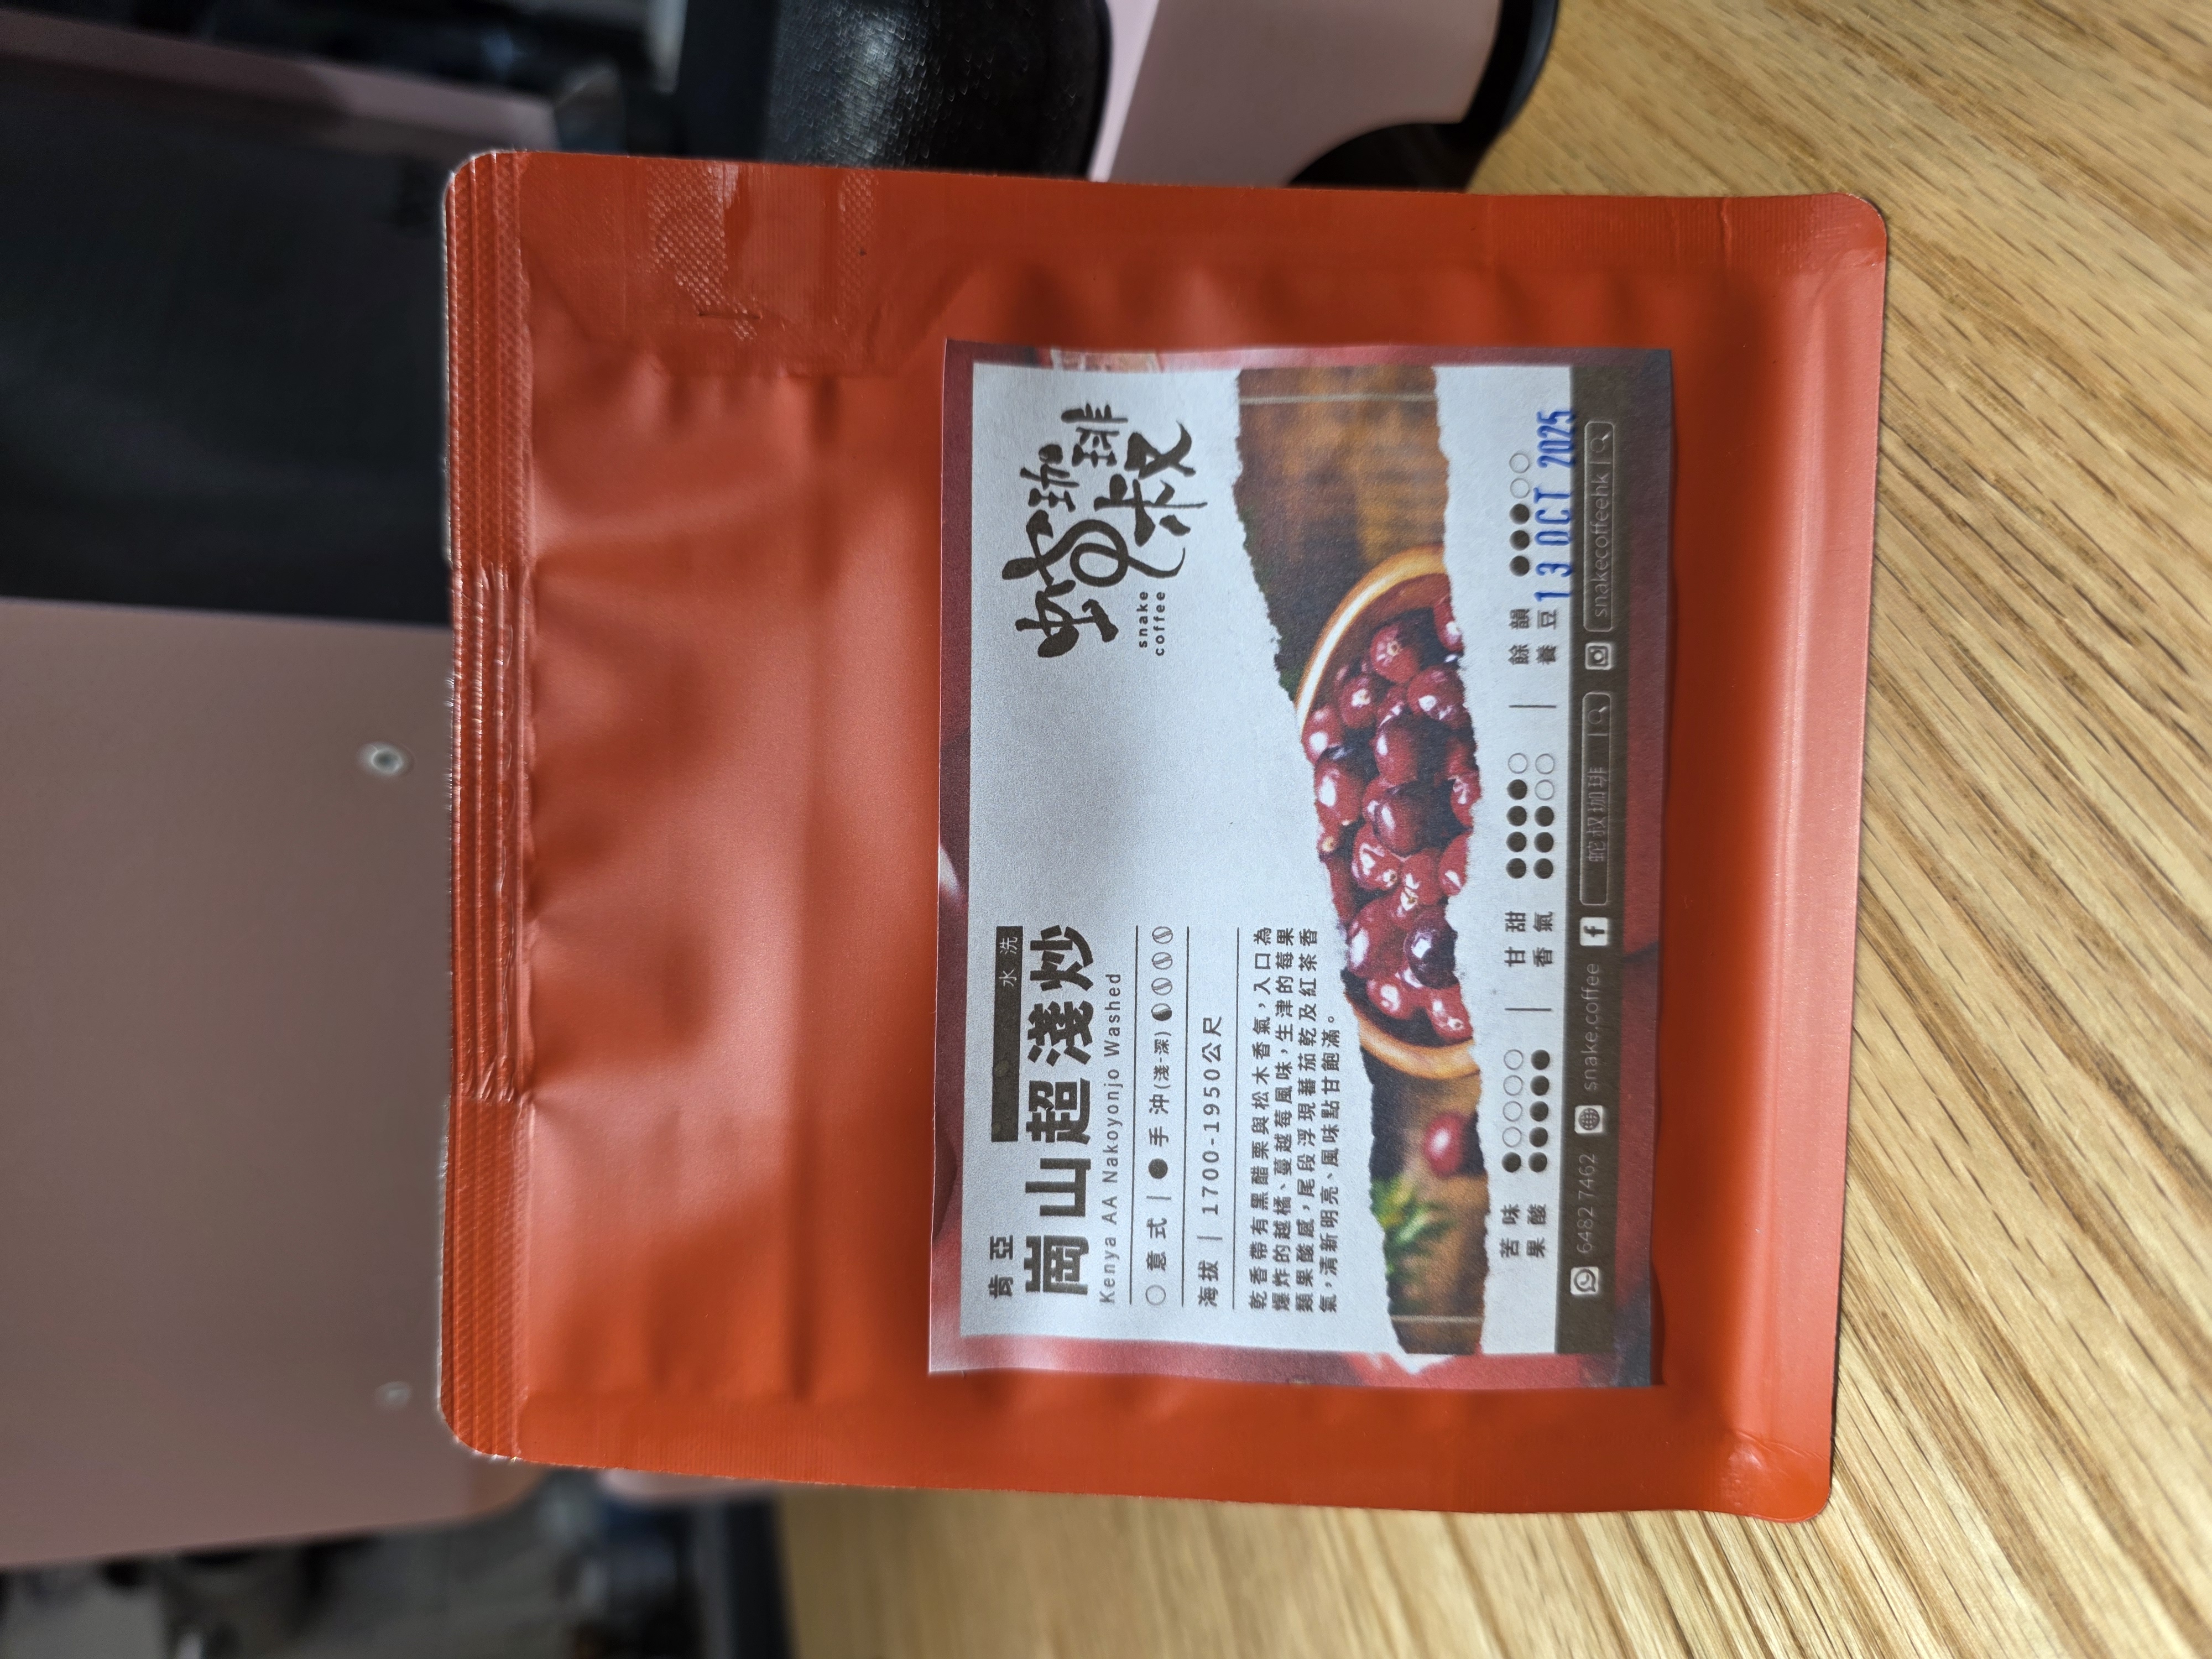 肯亞
水洗
崗山超淺炒
Kenya AA Nakoyonjo Washed
○ 意式 | ● 手沖 (淺-深)
海拔 | 1700-1950公尺
乾香帶有黑醋栗與松木香氣，入口為
爆炸的越橘、蔓越莓風味，生津的莓果
類果酸感，尾段浮現蕃茄乾及紅茶香
氣，清新明亮、風味點甘飽滿。
蛇叔珈琲
snake
coffee
苦味 ●○○○○ | 甘甜 ●●●●○ | 餘韻 ●●●○○
果酸 ●●●●● | 香氣 ●●●○○ | 養豆 13 OCT 2025
6482 7462 snake.coffee 蛇叔珈琲 snakecoffeehk